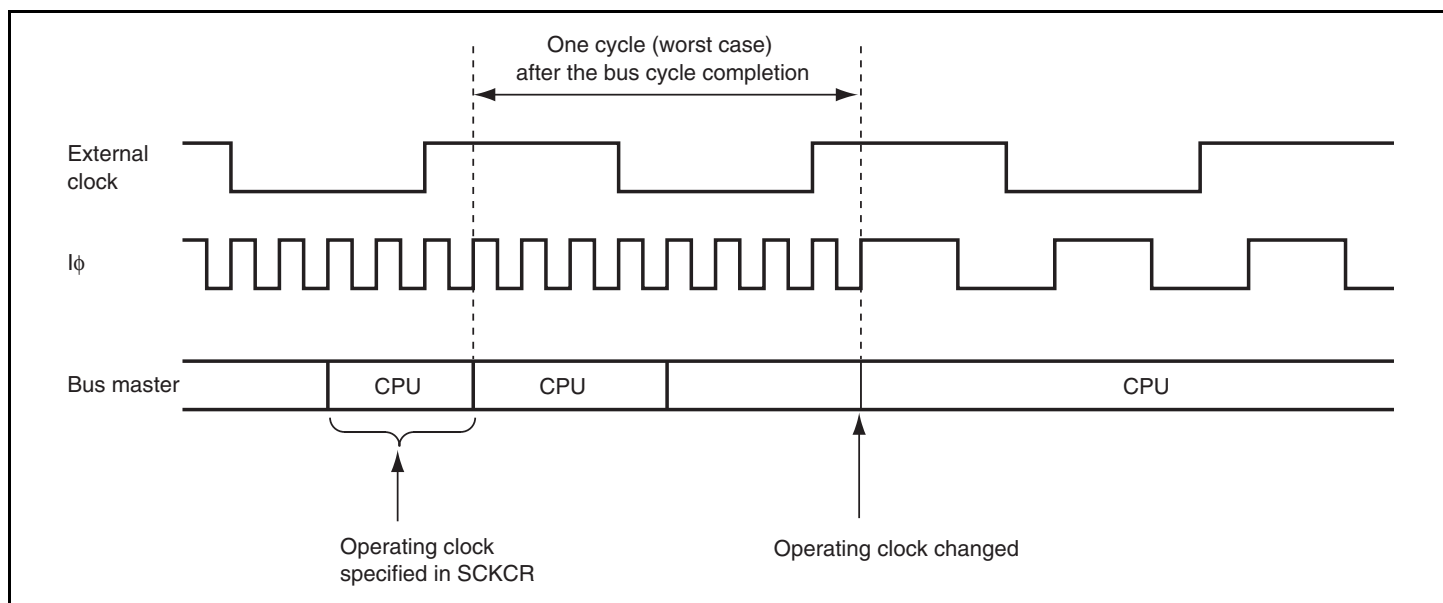 One cycle (worst case)
after the bus cycle completion
External
clock
Iϕ
Bus master
CPU
CPU
CPU
Operating clock
specified in SCKCR
Operating clock changed